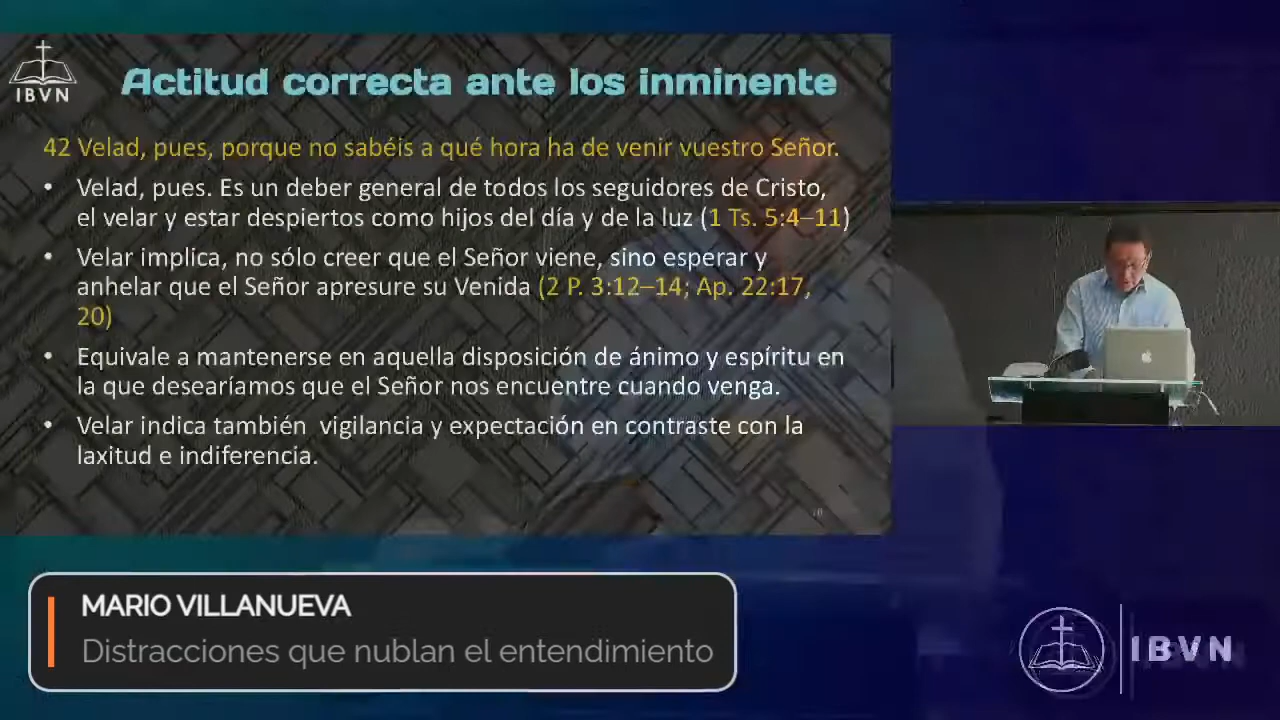 IBVN
Actitud correcta ante los inminente
42 Velad, pues, porque no sabéis a qué hora ha de venir vuestro Señor.
• Velad, pues. Es un deber general de todos los seguidores de Cristo,
el velar y estar despiertos como hijos del día y de la luz (1 Ts. 5:4–11)
• Velar implica, no sólo creer que el Señor viene, sino esperar y
anhelar que el Señor apresure su Venida (2 P. 3:12–14; Ap. 22:17,
20)
• Equivale a mantenerse en aquella disposición de ánimo y espíritu en
la que desearíamos que el Señor nos encuentre cuando venga.
• Velar indica también vigilancia y expectación en contraste con la
laxitud e indiferencia.
MARIO VILLANUEVA
Distracciones que nublan el entendimiento
IBVN